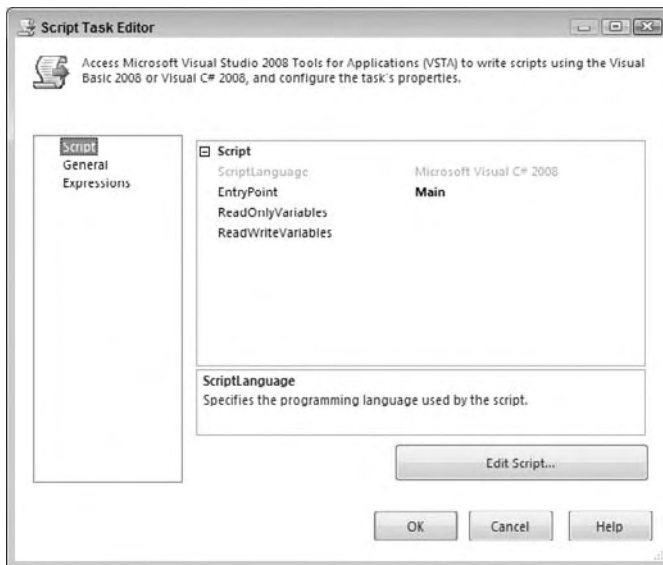 Script Task Editor
Access Microsoft Visual Studio 2008 Tools for Applications (VSTA) to write scripts using the Visual
Basic 2008 or Visual C# 2008, and configure the task's properties.
Script
General
Expressions
Script
ScriptLanguage Microsoft Visual C# 2008
EntryPoint Main
ReadOnlyVariables
ReadWriteVariables
ScriptLanguage
Specifies the programming language used by the script.
Edit Script...
OK Cancel Help